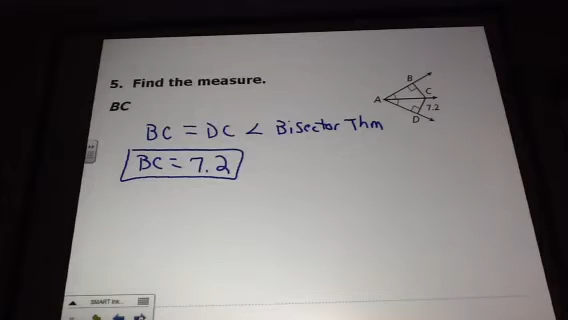 5. Find the measure.
BC
BC = DC ∠ Bisector Thm
BC = 7.2
B
A
C
7.2
D
SMART Ink...